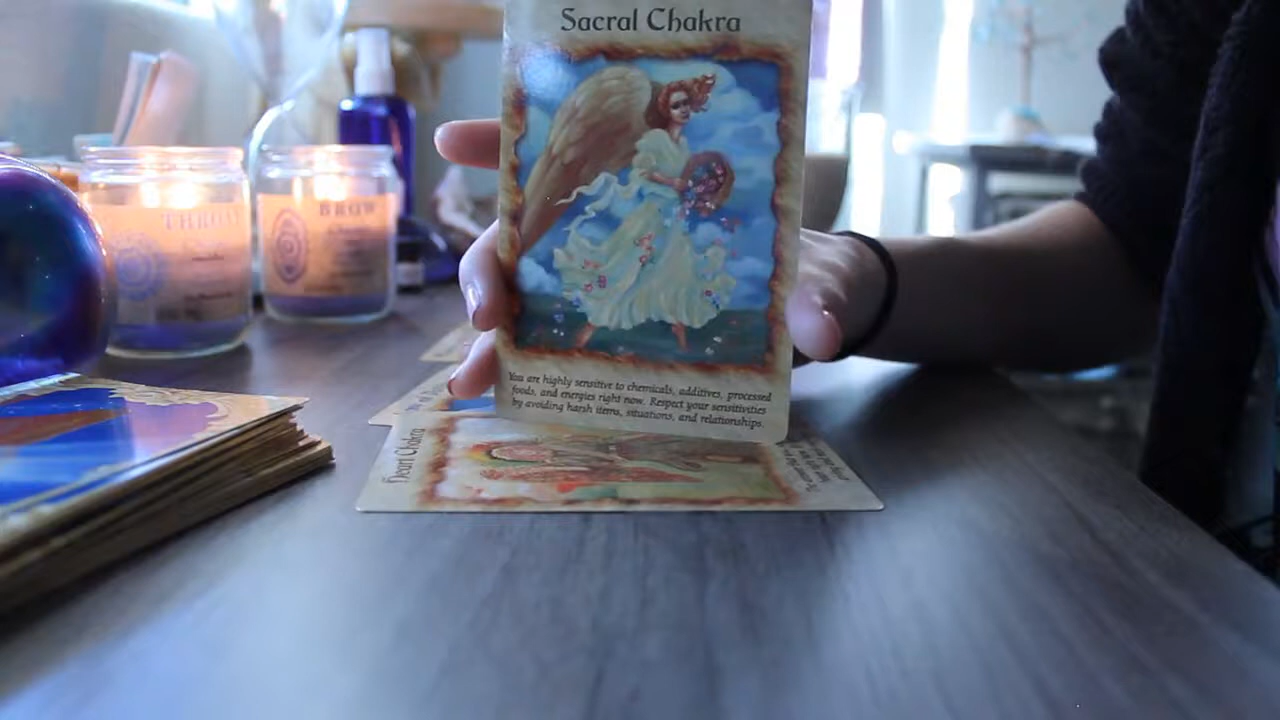 Sacral Chakra
THROAT
BROW
You are highly sensitive to chemicals, additives, processed
foods, and energies right now. Respect your sensitivities
by avoiding harsh items, situations, and relationships.
Heart Chakra